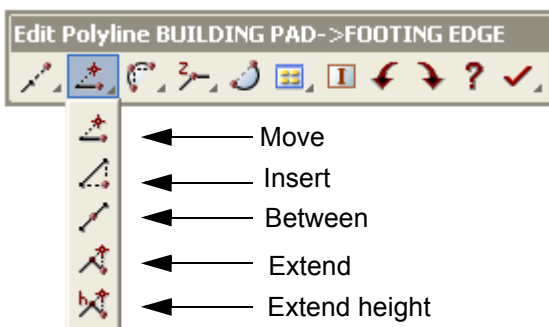 Edit Polyline BUILDING PAD->FOOTING EDGE
z I ?
Move
Insert
Between
Extend
h Extend height